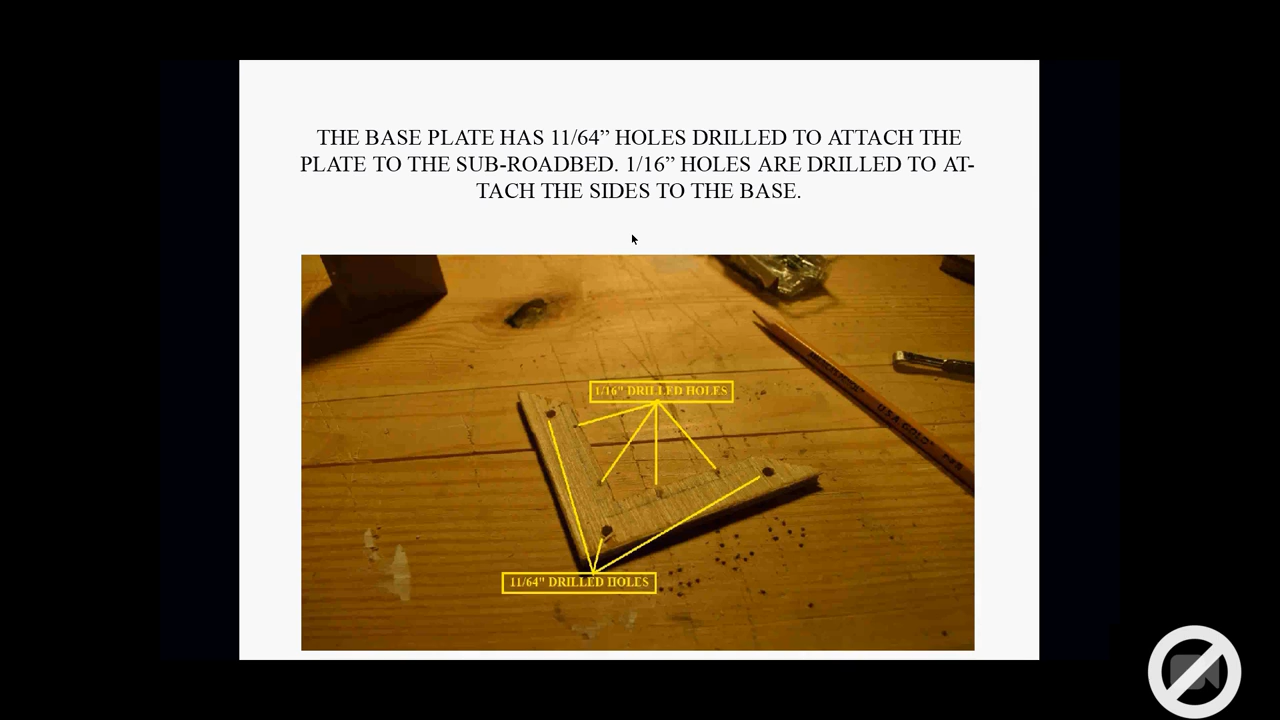 THE BASE PLATE HAS 11/64” HOLES DRILLED TO ATTACH THE
PLATE TO THE SUB-ROADBED. 1/16” HOLES ARE DRILLED TO AT-
TACH THE SIDES TO THE BASE.
1/16" DRILLED HOLES
U.S.A. GOLD
11/64" DRILLED HOLES